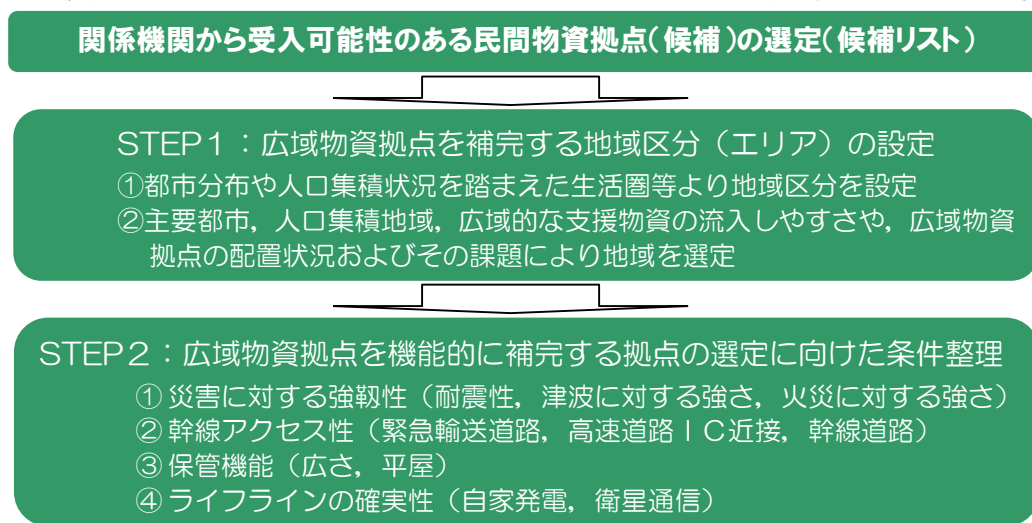 関係機関から受入可能性のある民間物資拠点(候補)の選定(候補リスト)
STEP1：広域物資拠点を補完する地域区分（エリア）の設定
①都市分布や人口集積状況を踏まえた生活圏等より地域区分を設定
②主要都市，人口集積地域，広域的な支援物資の流入しやすさや，広域物資
拠点の配置状況およびその課題により地域を選定
STEP2：広域物資拠点を機能的に補完する拠点の選定に向けた条件整理
①災害に対する強靱性（耐震性，津波に対する強さ，火災に対する強さ）
②幹線アクセス性（緊急輸送道路，高速道路ＩＣ近接，幹線道路）
③保管機能（広さ，平屋）
④ライフラインの確実性（自家発電，衛星通信）